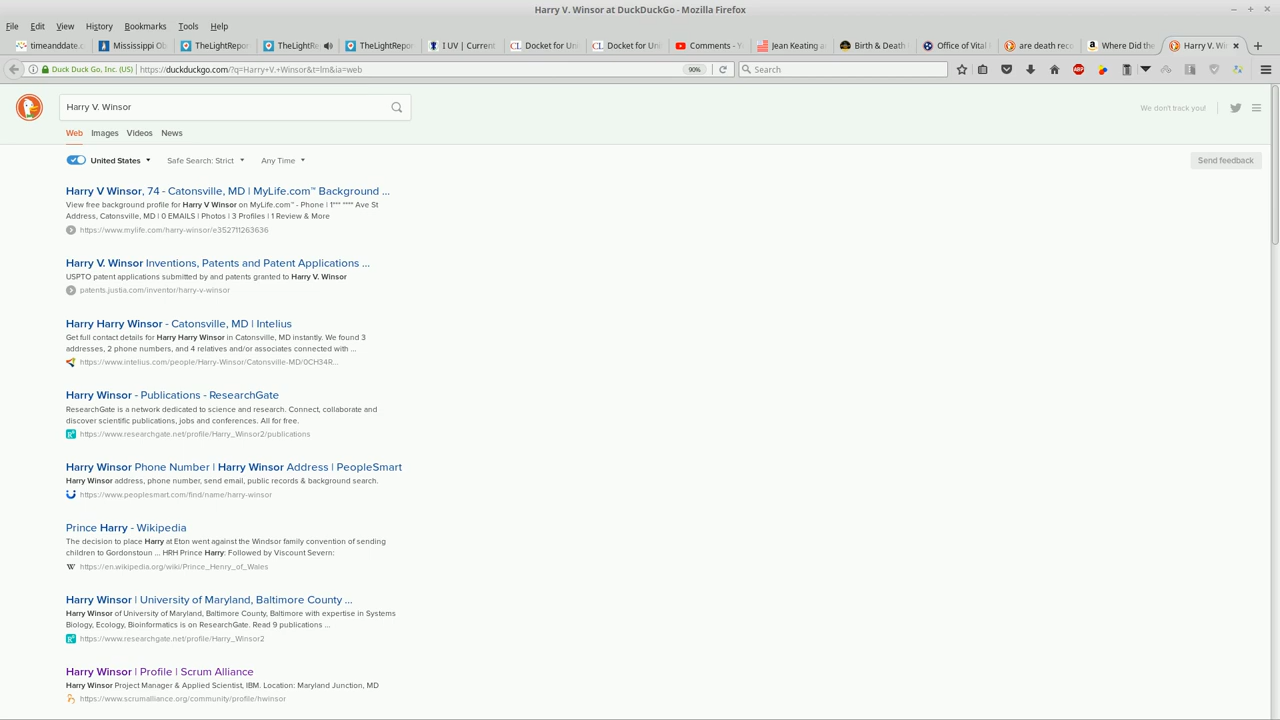 Harry V. Winsor at DuckDuckGo - Mozilla Firefox
File Edit View History Bookmarks Tools Help
timeanddate.c Mississippi Ob TheLightRepor TheLightRe TheLightRepor I UV | Current Docket for Uni Docket for Uni Comments - Y Jean Keating a Birth & Death Office of Vital are death reco Where Did the Harry V. Wi
Duck Duck Go, Inc. (US) https://duckduckgo.com/?q=Harry+V.+Winsor&t=lm&ia=web 90% Search
Harry V. Winsor
We don't track you!
Web Images Videos News
United States Safe Search: Strict Any Time
Send feedback
Harry V Winsor, 74 - Catonsville, MD | MyLife.com™ Background ...
View free background profile for Harry V Winsor on MyLife.com™ - Phone | 1*** **** Ave St
Address, Catonsville, MD | 0 EMAILS | Photos | 3 Profiles | 1 Review & More
https://www.mylife.com/harry-winsor/e352711263636
Harry V. Winsor Inventions, Patents and Patent Applications ...
USPTO patent applications submitted by and patents granted to Harry V. Winsor
patents.justia.com/inventor/harry-v-winsor
Harry Harry Winsor - Catonsville, MD | Intelius
Get full contact details for Harry Harry Winsor in Catonsville, MD instantly. We found 3
addresses, 2 phone numbers, and 4 relatives and/or associates connected with ...
https://www.intelius.com/people/Harry-Winsor/Catonsville-MD/0CH34R...
Harry Winsor - Publications - ResearchGate
ResearchGate is a network dedicated to science and research. Connect, collaborate and
discover scientific publications, jobs and conferences. All for free.
https://www.researchgate.net/profile/Harry_Winsor2/publications
Harry Winsor Phone Number | Harry Winsor Address | PeopleSmart
Harry Winsor address, phone number, send email, public records & background search.
https://www.peoplesmart.com/find/name/harry-winsor
Prince Harry - Wikipedia
The decision to place Harry at Eton went against the Windsor family convention of sending
children to Gordonstoun ... HRH Prince Harry: Followed by Viscount Severn:
https://en.wikipedia.org/wiki/Prince_Henry_of_Wales
Harry Winsor | University of Maryland, Baltimore County ...
Harry Winsor of University of Maryland, Baltimore County, Baltimore with expertise in Systems
Biology, Ecology, Bioinformatics is on ResearchGate. Read 9 publications ...
https://www.researchgate.net/profile/Harry_Winsor2
Harry Winsor | Profile | Scrum Alliance
Harry Winsor Project Manager & Applied Scientist, IBM. Location: Maryland Junction, MD
https://www.scrumalliance.org/community/profile/hwinsor